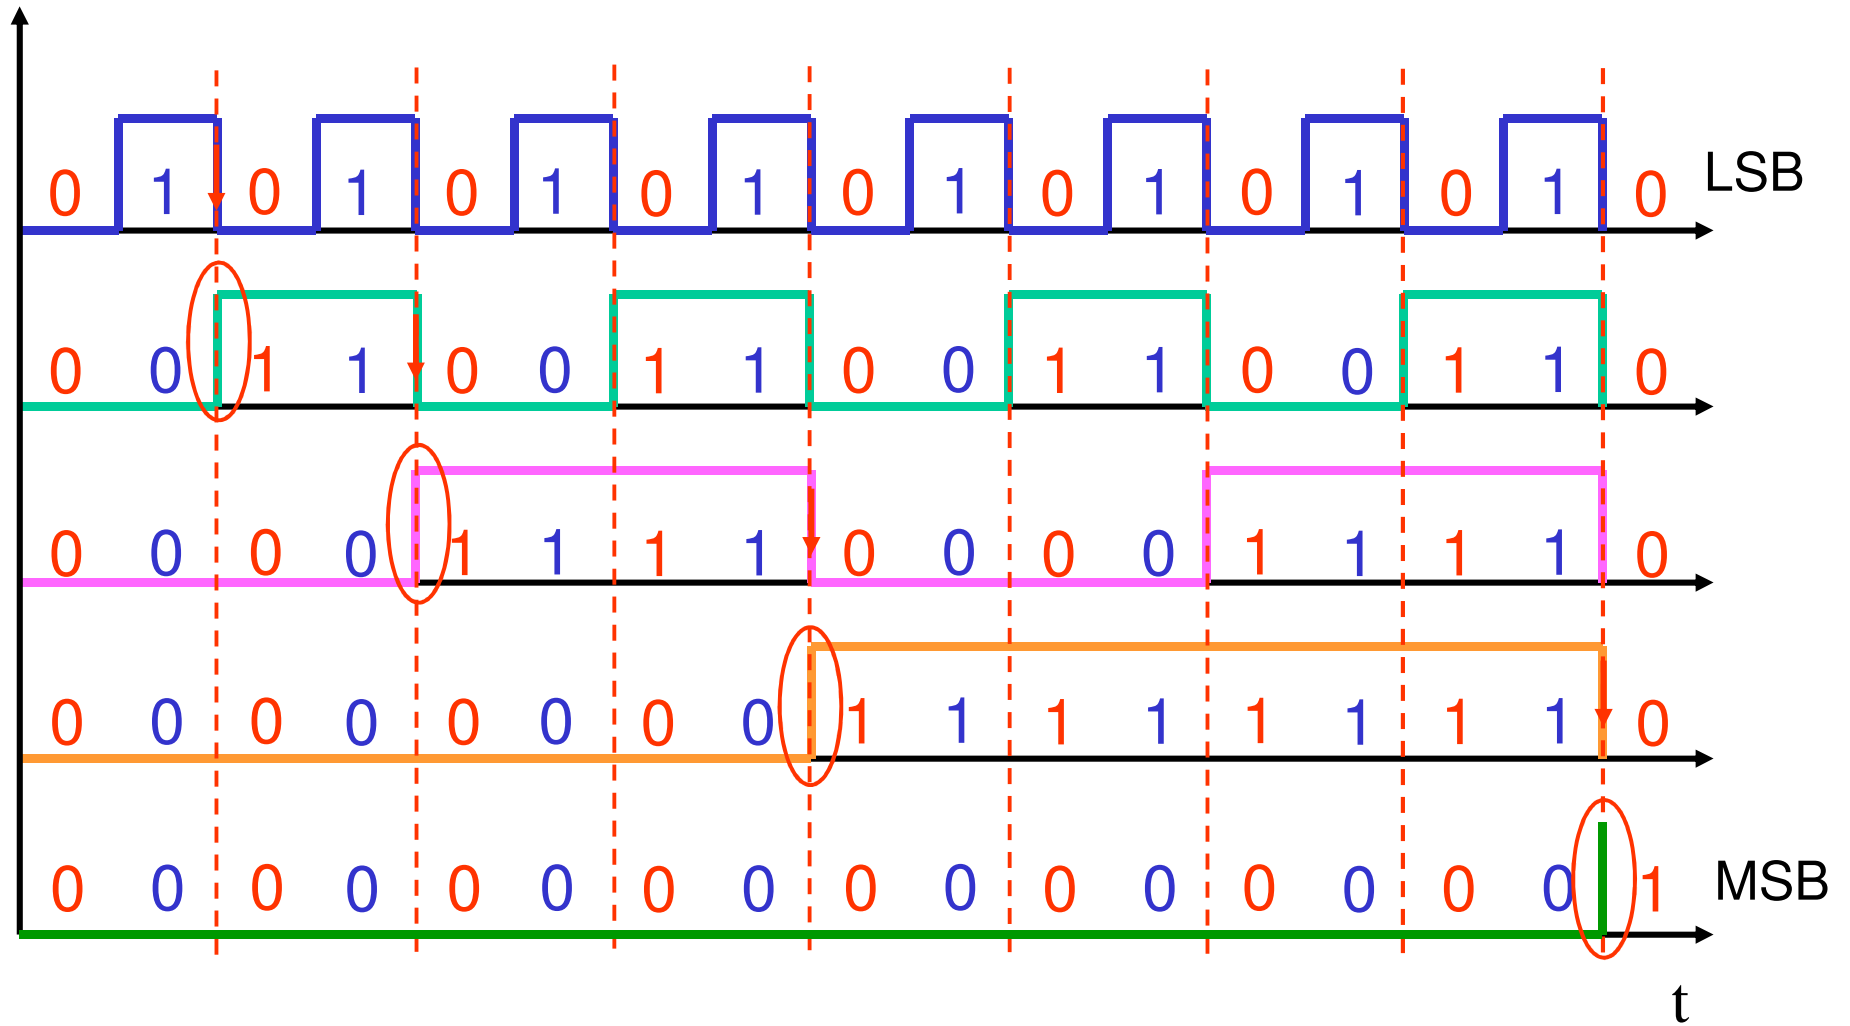 0 1 0 1 0 1 0 1 0 1 0 1 0 1 0 1 0 LSB
0 0 1 1 0 0 1 1 0 0 1 1 0 0 1 1 0
0 0 0 0 1 1 1 1 0 0 0 0 1 1 1 1 0
0 0 0 0 0 0 0 0 1 1 1 1 1 1 1 1 0
0 0 0 0 0 0 0 0 0 0 0 0 0 0 0 0 1 MSB
t